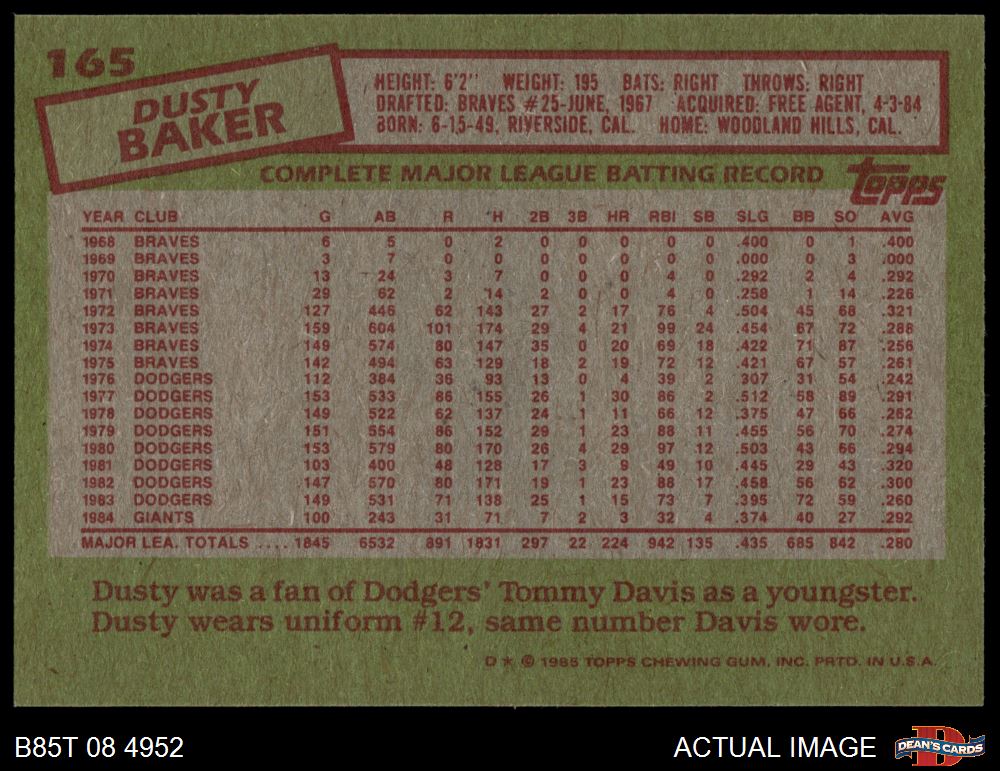 165
DUSTY
BAKER
HEIGHT: 6'2" WEIGHT: 195 BATS: RIGHT THROWS: RIGHT
DRAFTED: BRAVES #25-JUNE, 1967 ACQUIRED: FREE AGENT, 4-3-84
BORN: 6-15-49, RIVERSIDE, CAL. HOME: WOODLAND HILLS, CAL.
COMPLETE MAJOR LEAGUE BATTING RECORD
topps
YEAR CLUB G AB R H 2B 3B HR RBI SB SLG BB SO AVG
1968 BRAVES 6 5 0 2 0 0 0 0 0 .400 0 1 .400
1969 BRAVES 3 7 0 0 0 0 0 0 0 .000 0 3 .000
1970 BRAVES 13 24 3 7 0 0 0 4 0 .292 2 4 .292
1971 BRAVES 29 62 2 14 2 0 0 4 0 .258 1 14 .226
1972 BRAVES 127 446 62 143 27 2 17 76 4 .504 45 68 .321
1973 BRAVES 159 604 101 174 29 4 21 99 24 .454 67 72 .288
1974 BRAVES 149 574 80 147 35 0 20 69 18 .422 71 87 .256
1975 BRAVES 142 494 63 129 18 2 19 72 12 .421 67 57 .261
1976 DODGERS 112 384 36 93 13 0 4 39 2 .307 31 54 .242
1977 DODGERS 153 533 86 155 26 1 30 86 2 .512 58 89 .291
1978 DODGERS 149 522 62 137 24 1 11 66 12 .375 47 66 .262
1979 DODGERS 151 554 86 152 29 1 23 88 11 .455 56 70 .274
1980 DODGERS 153 579 80 170 26 4 29 97 12 .503 43 66 .294
1981 DODGERS 103 400 48 128 17 3 9 49 10 .445 29 43 .320
1982 DODGERS 147 570 80 171 19 1 23 88 17 .458 56 62 .300
1983 DODGERS 149 531 71 138 25 1 15 73 7 .395 72 59 .260
1984 GIANTS 100 243 31 71 7 2 3 32 4 .374 40 27 .292
MAJOR LEA. TOTALS .... 1845 6532 891 1831 297 22 224 942 135 .435 685 842 .280
Dusty was a fan of Dodgers' Tommy Davis as a youngster.
Dusty wears uniform #12, same number Davis wore.
D * © 1985 TOPPS CHEWING GUM, INC. PRTD. IN U.S.A.
B85T 08 4952
ACTUAL IMAGE
DEAN'S CARDS